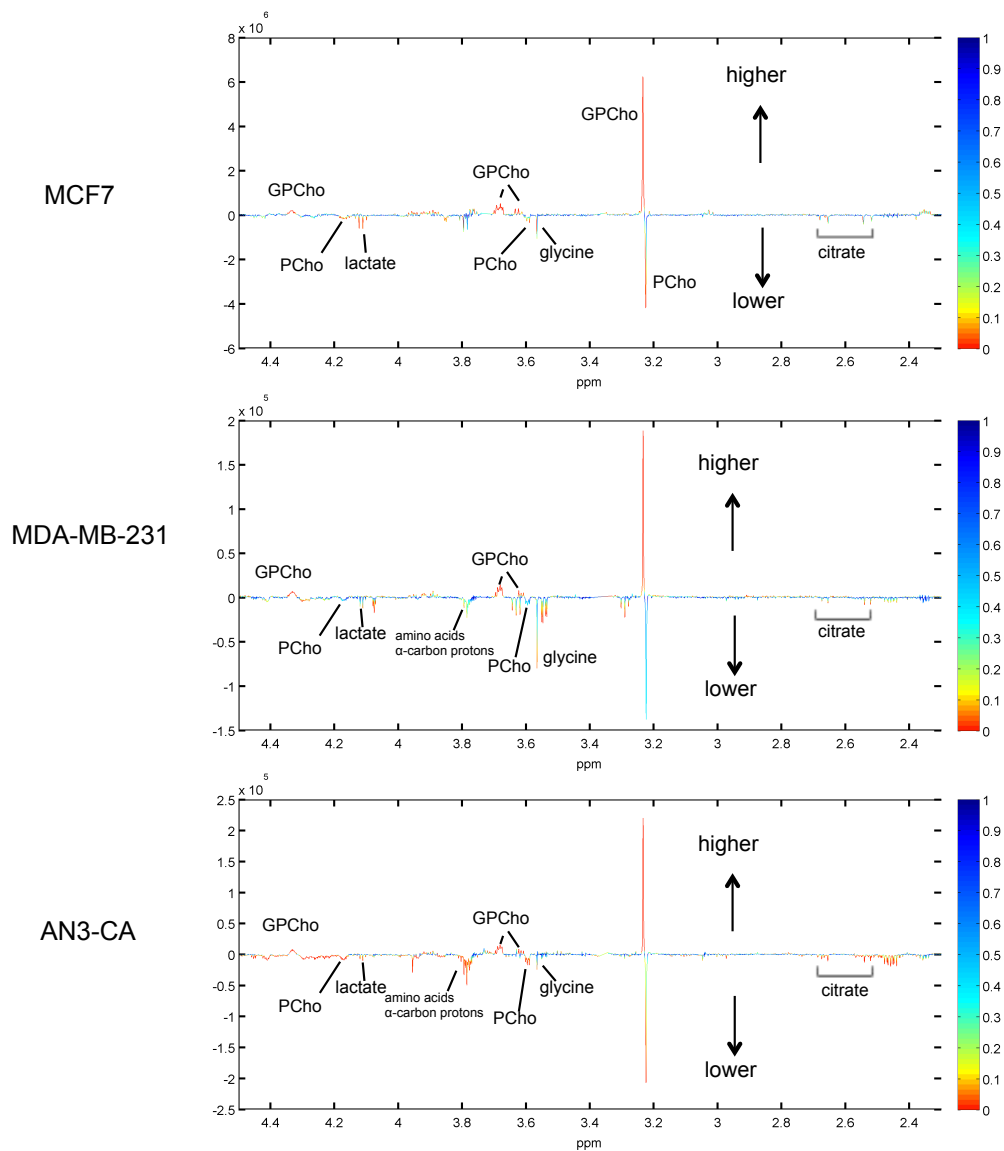 MCF7
x 10^6
8
6
4
2
0
-2
-4
-6
4.4 4.2 4 3.8 3.6 3.4 3.2 3 2.8 2.6 2.4
ppm
GPCho
PCho
lactate
GPCho
PCho
glycine
GPCho
PCho
higher
lower
citrate
1
0.9
0.8
0.7
0.6
0.5
0.4
0.3
0.2
0.1
0
MDA-MB-231
x 10^5
2
1.5
1
0.5
0
-0.5
-1
-1.5
4.4 4.2 4 3.8 3.6 3.4 3.2 3 2.8 2.6 2.4
ppm
GPCho
PCho
lactate
amino acids
α-carbon protons
GPCho
PCho
glycine
higher
lower
citrate
1
0.9
0.8
0.7
0.6
0.5
0.4
0.3
0.2
0.1
0
AN3-CA
x 10^5
2.5
2
1.5
1
0.5
0
-0.5
-1
-1.5
-2
-2.5
4.4 4.2 4 3.8 3.6 3.4 3.2 3 2.8 2.6 2.4
ppm
GPCho
PCho
lactate
amino acids
α-carbon protons
GPCho
PCho
glycine
higher
lower
citrate
1
0.9
0.8
0.7
0.6
0.5
0.4
0.3
0.2
0.1
0